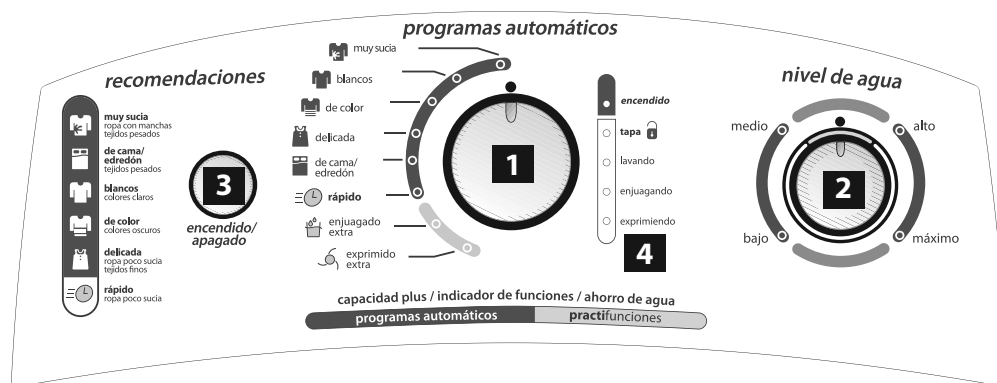 programas automáticos
recomendaciones
muy sucia
ropa con manchas
tejidos pesados
de cama/
edredón
tejidos pesados
blancos
colores claros
de color
colores oscuros
delicada
ropa poco sucia
tejidos finos
rápido
ropa poco sucia
3
encendido/
apagado
muy sucia
blancos
de color
delicada
de cama/
edredón
rápido
enjuagado
extra
exprimido
extra
1
encendido
tapa
lavando
enjuagando
exprimiendo
4
nivel de agua
medio
alto
2
bajo
máximo
capacidad plus / indicador de funciones / ahorro de agua
programas automáticos
practifunciones